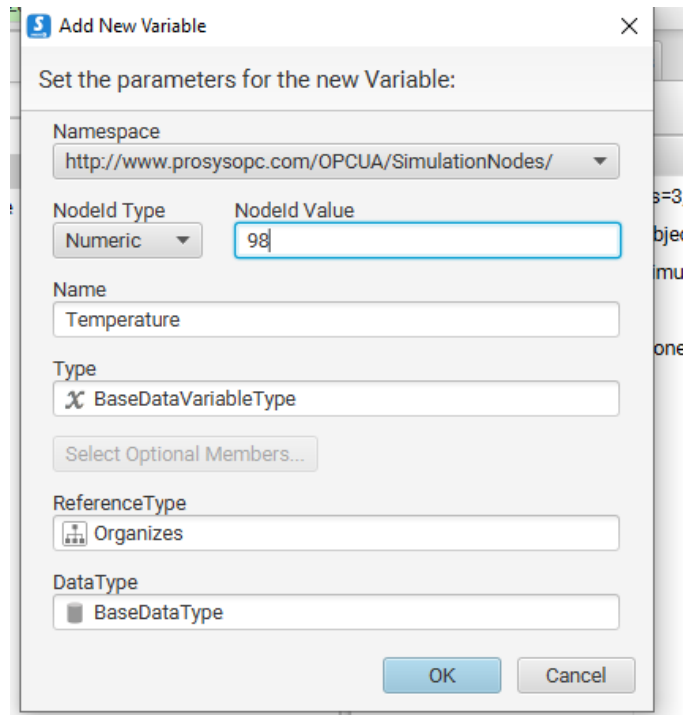 Add New Variable
Set the parameters for the new Variable:
Namespace
http://www.prosysopc.com/OPCUA/SimulationNodes/
NodeId Type NodeId Value
Numeric 98
Name
Temperature
Type
BaseDataVariableType
Select Optional Members...
ReferenceType
Organizes
DataType
BaseDataType
OK Cancel